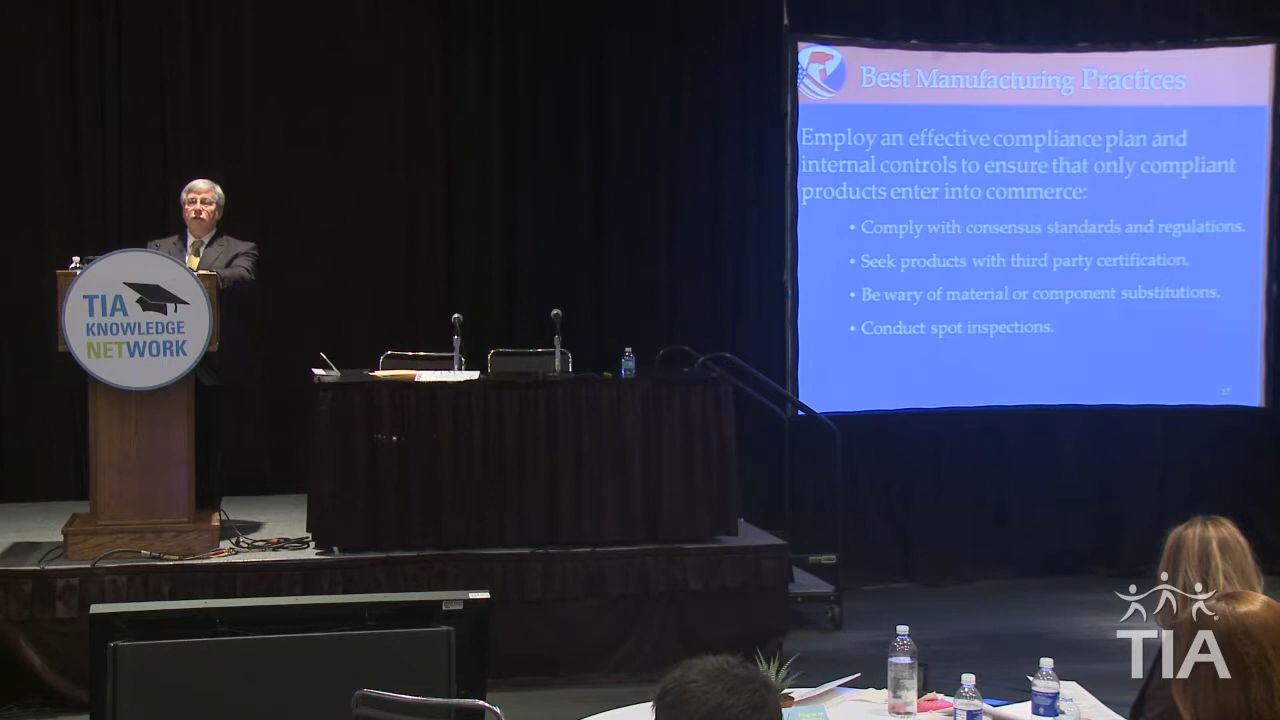 Best Manufacturing Practices
Employ an effective compliance plan and
internal controls to ensure that only compliant
products enter into commerce:
• Comply with consensus standards and regulations.
• Seek products with third party certification.
• Be wary of material or component substitutions.
• Conduct spot inspections.
17
TIA
KNOWLEDGE
NETWORK
TIA